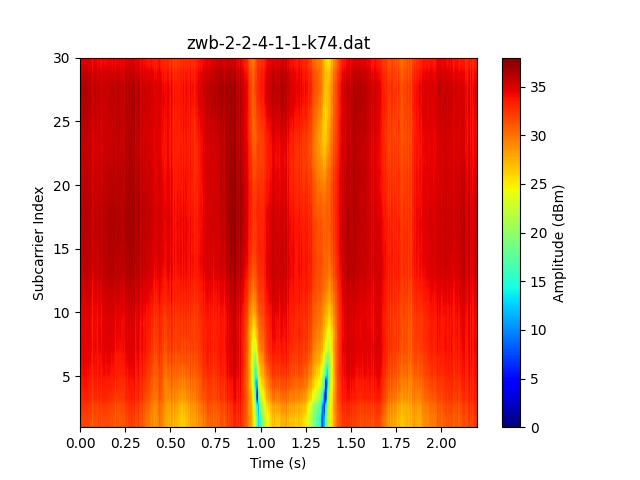 zwb-2-2-4-1-1-k74.dat
30
25
20
15
10
5
Subcarrier Index
0.00 0.25 0.50 0.75 1.00 1.25 1.50 1.75 2.00
Time (s)
35
30
25
20
15
10
5
0
Amplitude (dBm)